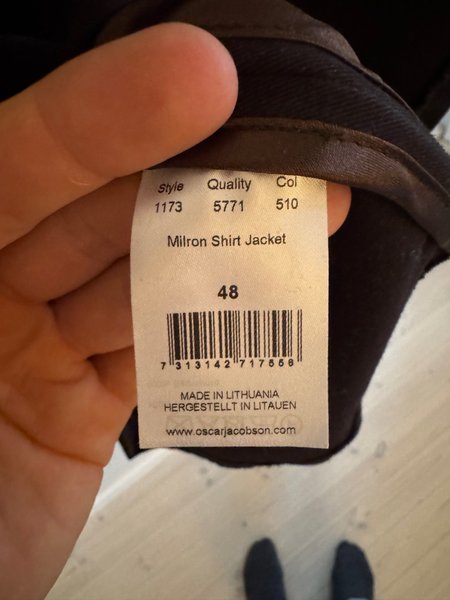 Style Quality Col
1173 5771 510
Milron Shirt Jacket
48
7 313142 717556
MADE IN LITHUANIA
HERGESTELLT IN LITAUEN
www.oscarjacobson.com